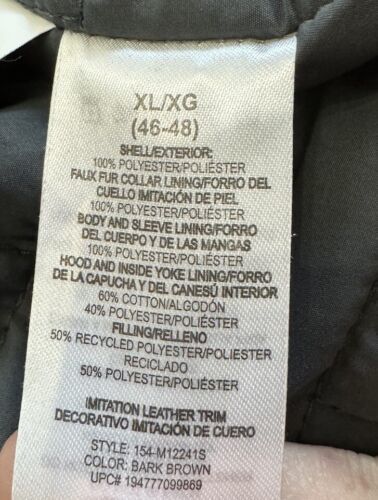 XL/XG
(46-48)
SHELL/EXTERIOR:
100% POLYESTER/POLIÉSTER
FAUX FUR COLLAR LINING/FORRO DEL
CUELLO IMITACIÓN DE PIEL
100% POLYESTER/POLIÉSTER
BODY AND SLEEVE LINING/FORRO
DEL CUERPO Y DE LAS MANGAS
100% POLYESTER/POLIÉSTER
HOOD AND INSIDE YOKE LINING/FORRO
DE LA CAPUCHA Y DEL CANESÚ INTERIOR
60% COTTON/ALGODÓN
40% POLYESTER/POLIÉSTER
FILLING/RELLENO
50% RECYCLED POLYESTER/POLIÉSTER
RECICLADO
50% POLYESTER/POLIÉSTER
IMITATION LEATHER TRIM
DECORATIVO IMITACIÓN DE CUERO
STYLE: 154-M12241S
COLOR: BARK BROWN
UPC# 194777099869